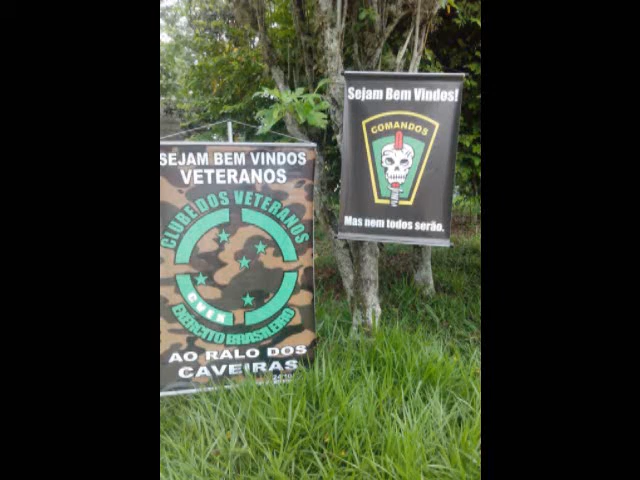 SEJAM BEM VINDOS
VETERANOS
CLUBE DOS VETERANOS
EXÉRCITO BRASILEIRO
AO RALO DOS
CAVEIRAS
Sejam Bem Vindos!
COMANDOS
Mas nem todos serão.